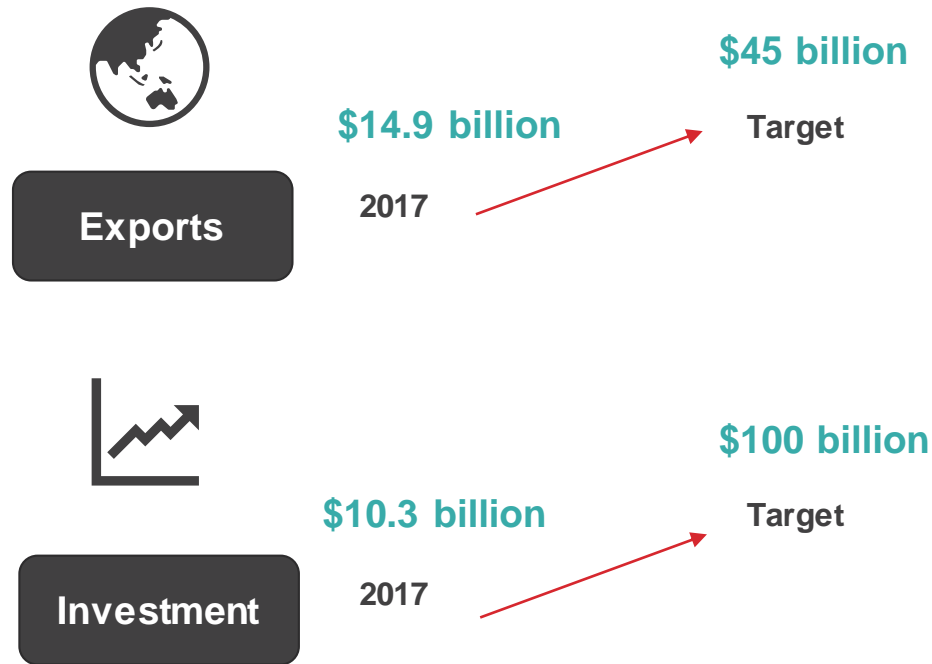 $45 billion
$14.9 billion
Target
2017
Exports
$100 billion
$10.3 billion
Target
2017
Investment